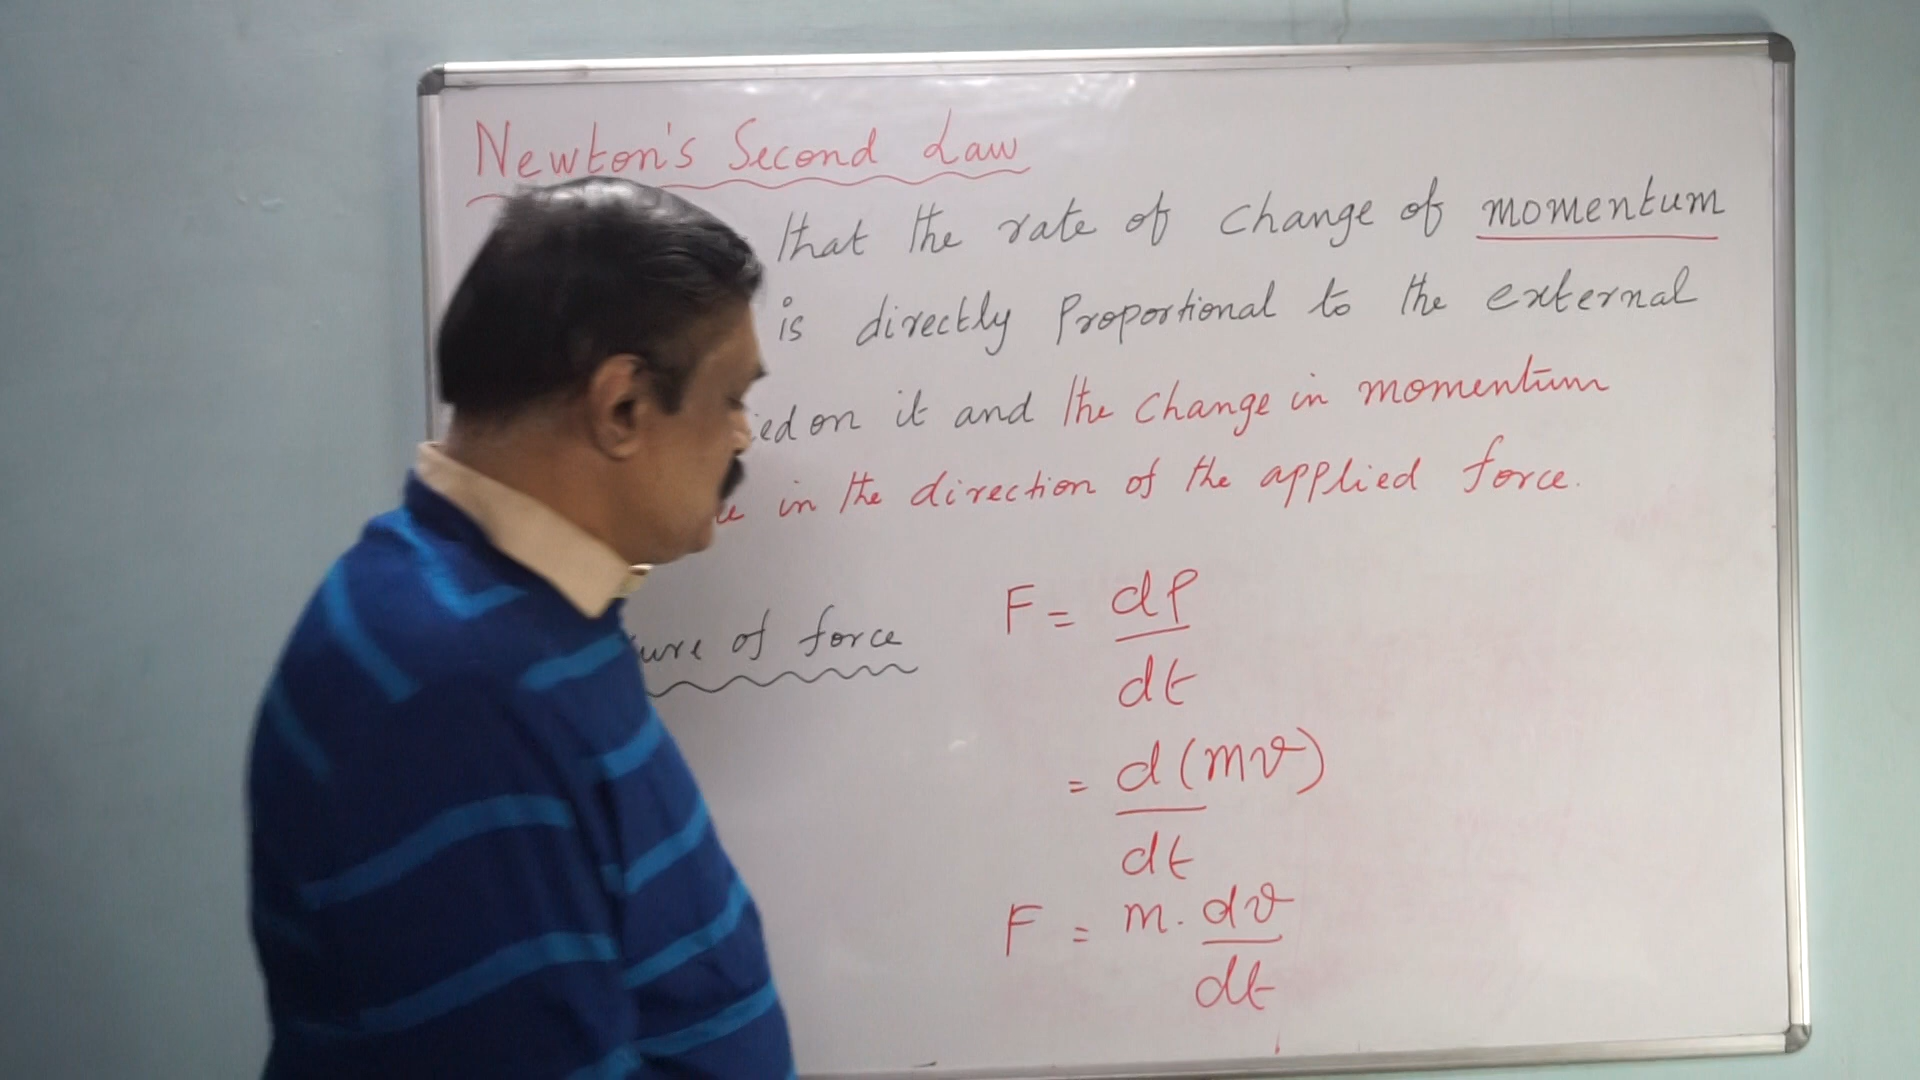 Newton's Second Law
that the rate of change of momentum
is directly proportional to the external
on it and the change in momentum
in the direction of the applied force.
of force
F = dp
dt
= d(mv)
dt
F = m. dv
dt